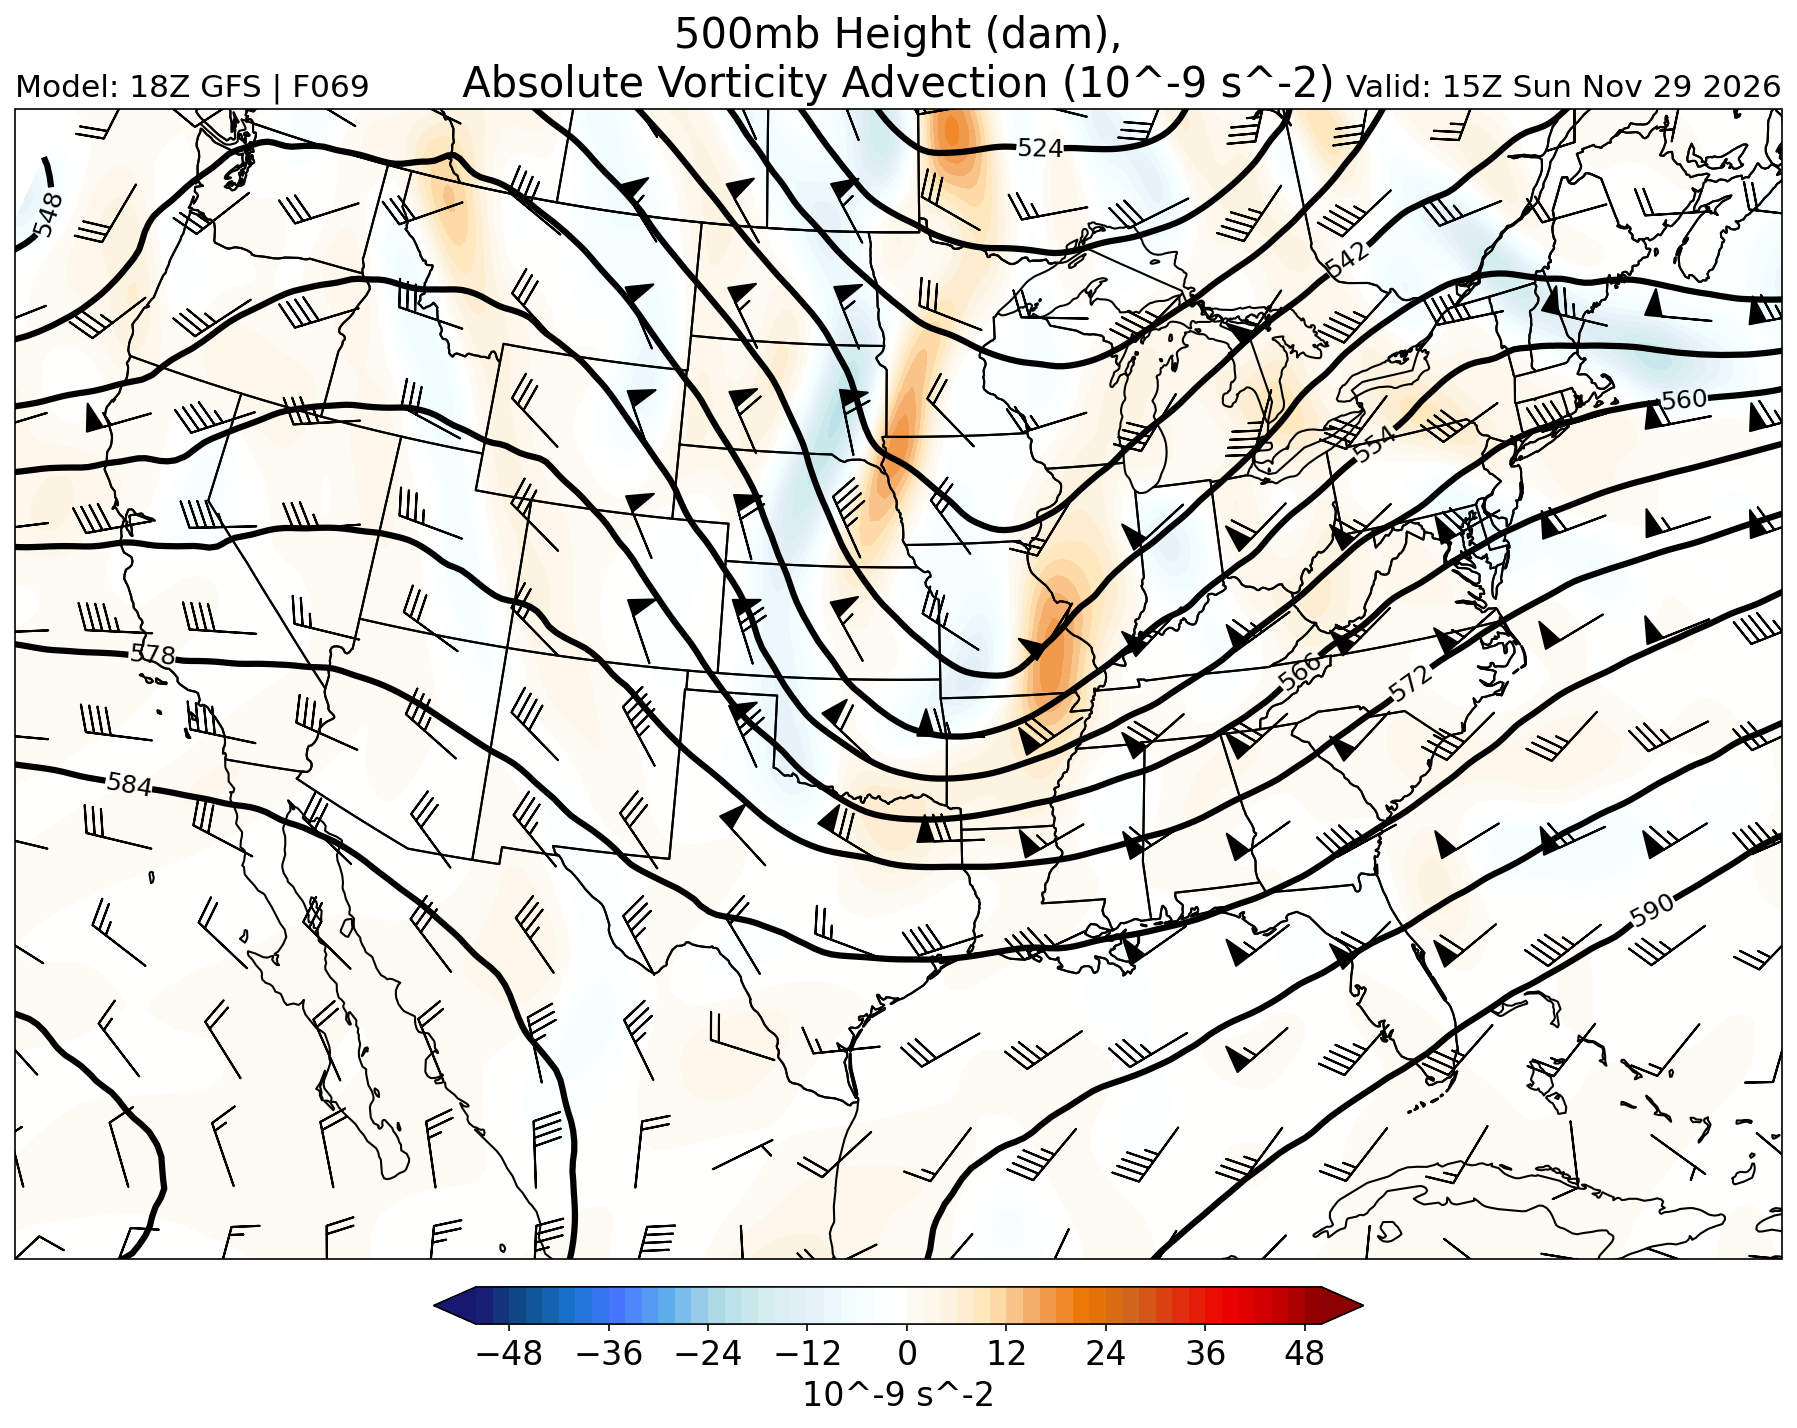 500mb Height (dam),
Model: 18Z GFS | F069 Absolute Vorticity Advection (10^-9 s^-2) Valid: 15Z Sun Nov 29 2026
524
548
542
560
554
578
566
572
584
590
−48 −36 −24 −12 0 12 24 36 48
10^-9 s^-2